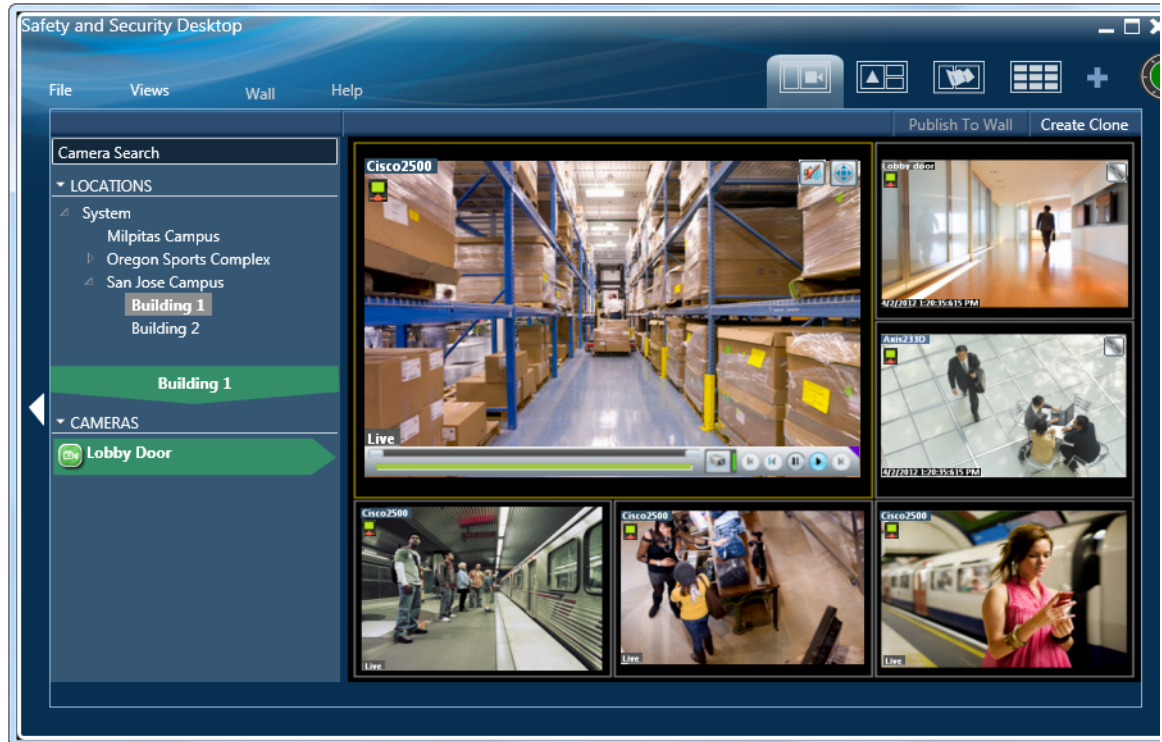 Safety and Security Desktop
File Views Wall Help
Publish To Wall Create Clone
Camera Search
LOCATIONS
System
Milpitas Campus
Oregon Sports Complex
San Jose Campus
Building 1
Building 2
Building 1
CAMERAS
Lobby Door
Cisco2500
Live
Lobby door
4/2/2012 1:20:35:615 PM
Axis233D
4/2/2012 1:20:35:615 PM
Cisco2500
Live
Cisco2500
Live
Cisco2500
Live